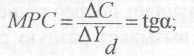 MPC = ΔC / ΔY_d = tgα;